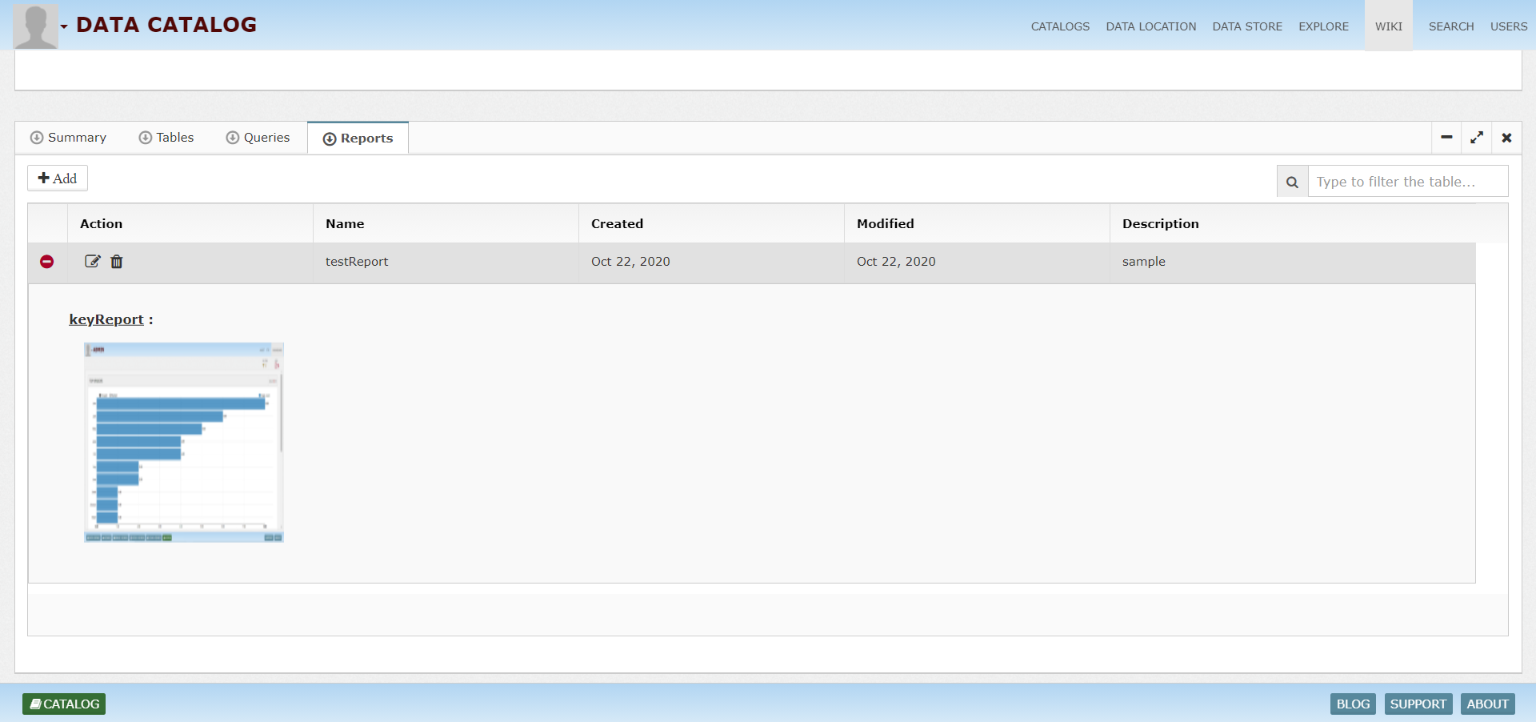 DATA CATALOG
CATALOGS DATA LOCATION DATA STORE EXPLORE WIKI SEARCH USERS
Summary Tables Queries Reports
Add
Type to filter the table...
Action Name Created Modified Description
testReport Oct 22, 2020 Oct 22, 2020 sample
keyReport :
CATALOG BLOG SUPPORT ABOUT